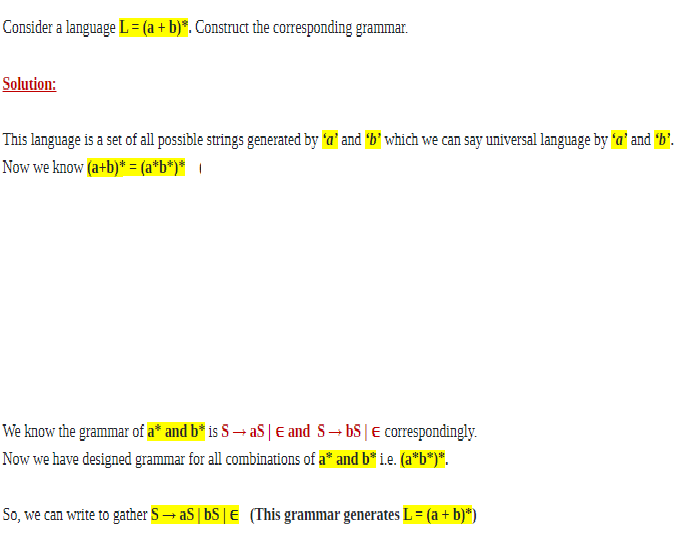 Consider a language L = (a + b)*. Construct the corresponding grammar.
Solution:
This language is a set of all possible strings generated by ‘a’ and ‘b’ which we can say universal language by ‘a’ and ‘b’.
Now we know (a+b)* = (a*b*)*
We know the grammar of a* and b* is S → aS | ∈ and S → bS | ∈ correspondingly.
Now we have designed grammar for all combinations of a* and b* i.e. (a*b*)*.
So, we can write to gather S → aS | bS | ∈ (This grammar generates L = (a + b)*)